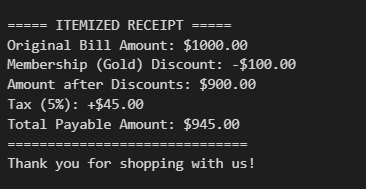 ===== ITEMIZED RECEIPT =====
Original Bill Amount: $1000.00
Membership (Gold) Discount: -$100.00
Amount after Discounts: $900.00
Tax (5%): +$45.00
Total Payable Amount: $945.00
==============================
Thank you for shopping with us!